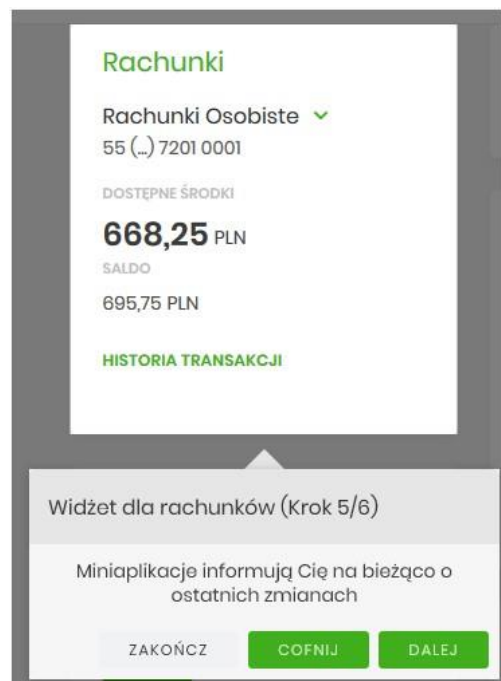 Rachunki
Rachunki Osobiste
55 (...) 7201 0001
DOSTĘPNE ŚRODKI
668,25 PLN
SALDO
695,75 PLN
HISTORIA TRANSAKCJI
Widżet dla rachunków (Krok 5/6)
Miniaplikacje informują Cię na bieżąco o
ostatnich zmianach
ZAKOŃCZ COFNIJ DALEJ